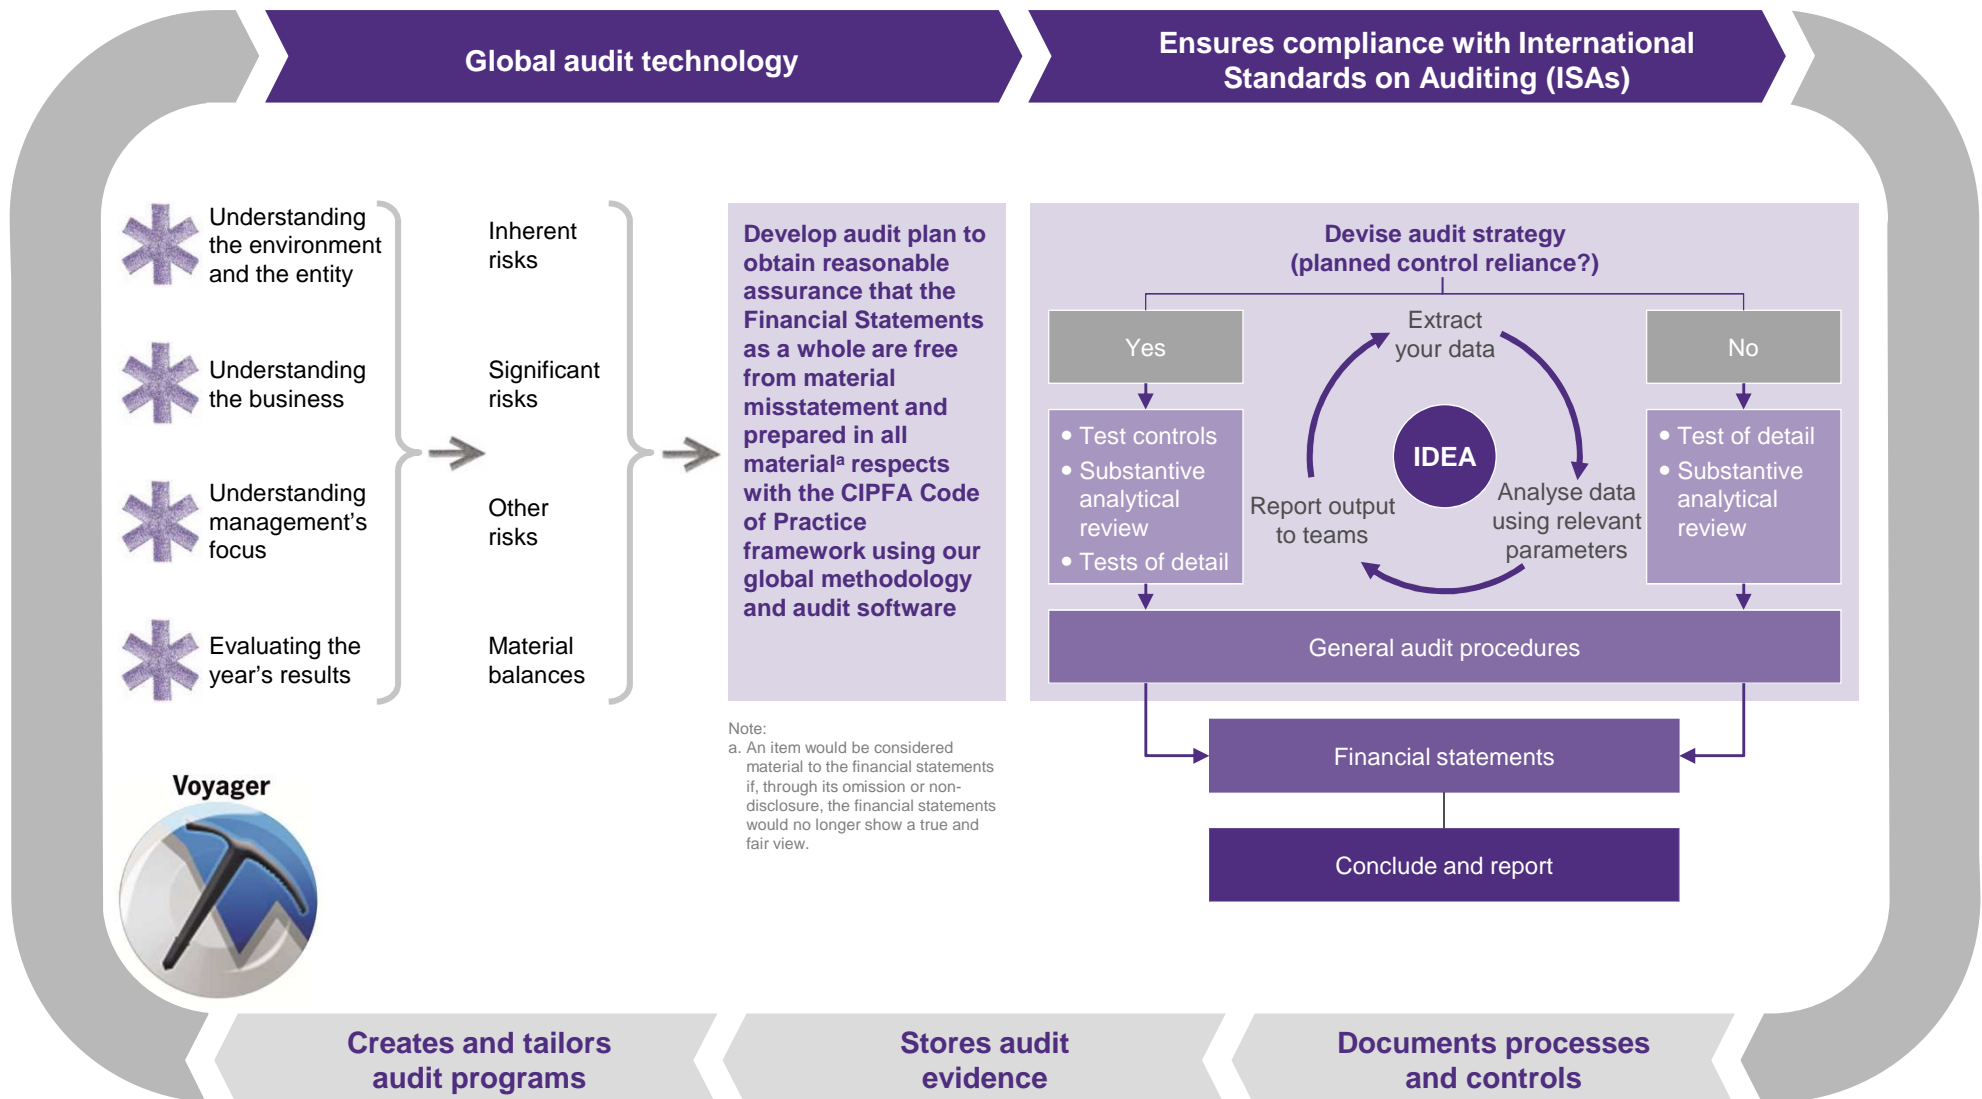 Global audit technology
Ensures compliance with International
Standards on Auditing (ISAs)
Understanding
the environment
and the entity
Understanding
the business
Understanding
management's
focus
Evaluating the
year's results
Inherent
risks
Significant
risks
Other
risks
Material
balances
Develop audit plan to
obtain reasonable
assurance that the
Financial Statements
as a whole are free
from material
misstatement and
prepared in all
materialᵃ respects
with the CIPFA Code
of Practice
framework using our
global methodology
and audit software
Note:
a. An item would be considered
material to the financial statements
if, through its omission or non-
disclosure, the financial statements
would no longer show a true and
fair view.
Devise audit strategy
(planned control reliance?)
Yes
• Test controls
• Substantive
analytical
review
• Tests of detail
Extract
your data
IDEA
Analyse data
using relevant
parameters
Report output
to teams
No
• Test of detail
• Substantive
analytical
review
General audit procedures
Financial statements
Conclude and report
Voyager
Creates and tailors
audit programs
Stores audit
evidence
Documents processes
and controls